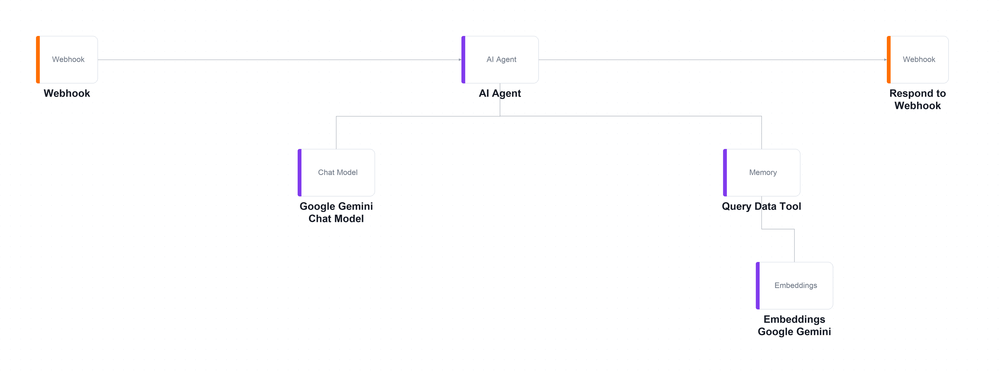 Webhook
AI Agent
Webhook
Webhook
AI Agent
Respond to
Webhook
Chat Model
Memory
Google Gemini
Chat Model
Query Data Tool
Embeddings
Embeddings
Google Gemini